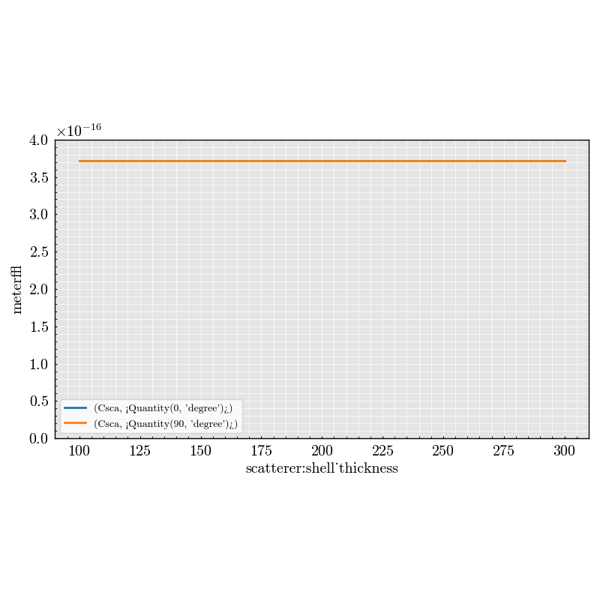 ×10⁻¹⁶
4.0
3.5
3.0
2.5
2.0
1.5
1.0
0.5
0.0
meterffl
(Csca, ¡Quantity(0, 'degree')¿)
(Csca, ¡Quantity(90, 'degree')¿)
100 125 150 175 200 225 250 275 300
scatterer:shell˙thickness